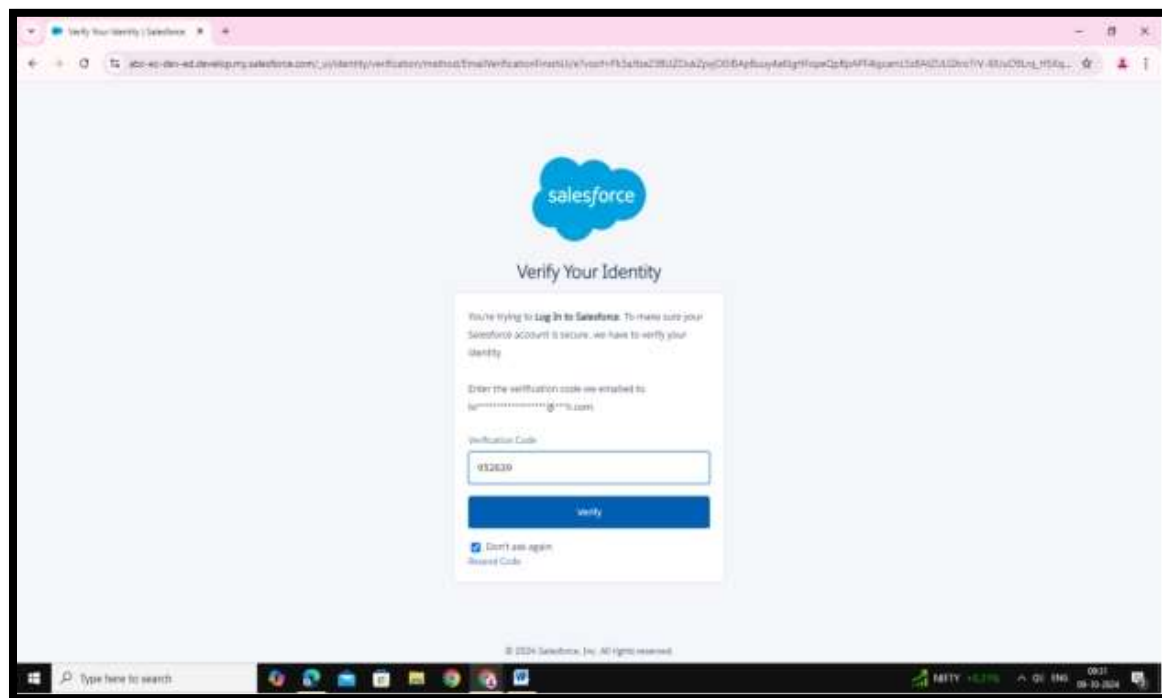 Verify Your Identity | Salesforce
salesforce
Verify Your Identity
You're trying to Log In to Salesforce. To make sure your
Salesforce account is secure, we have to verify your
identity.
Enter the verification code we emailed to
Verification Code
Verify
Don't ask again
Resend Code
© 2024 Salesforce, Inc. All rights reserved.
Type here to search
NIFTY
ENG
09:31